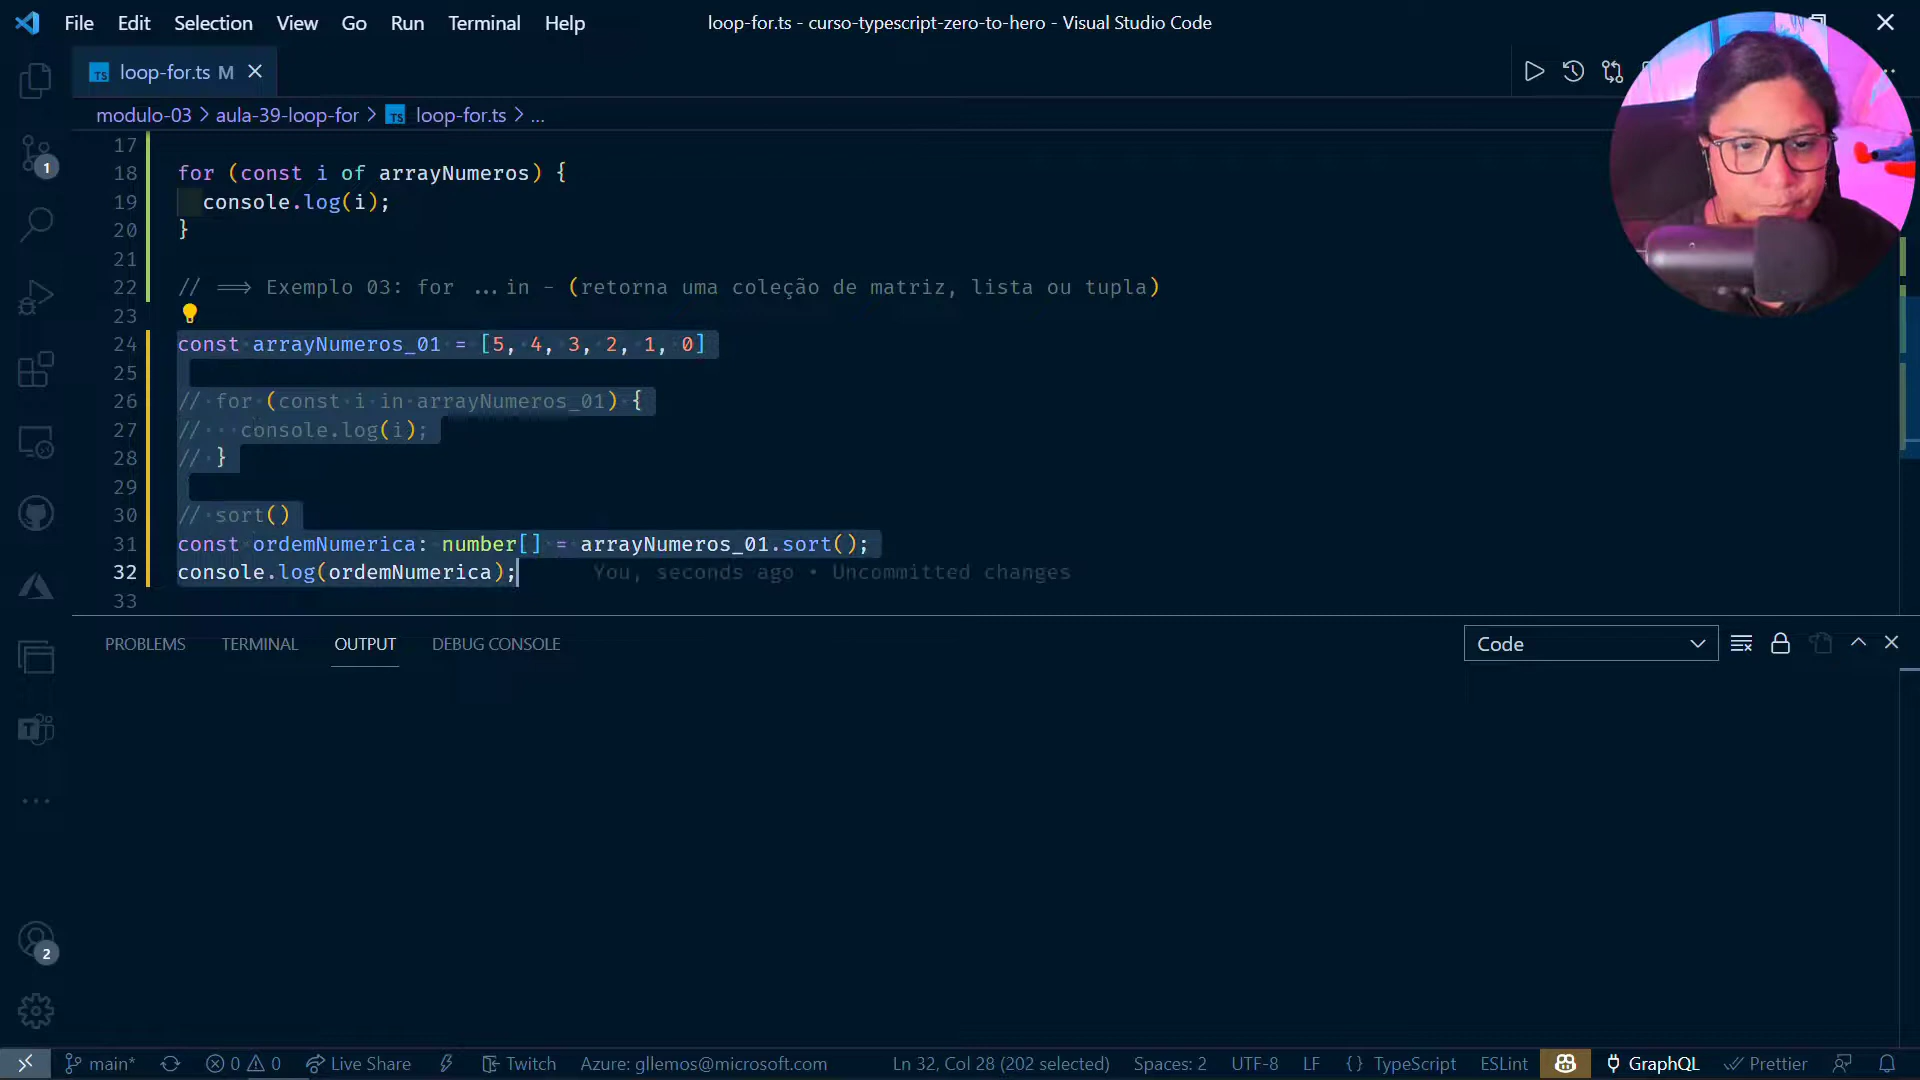 File Edit Selection View Go Run Terminal Help
loop-for.ts - curso-typescript-zero-to-hero - Visual Studio Code
TS loop-for.ts M
modulo-03 > aula-39-loop-for > TS loop-for.ts > ...
17
18 for (const i of arrayNumeros) {
19 console.log(i);
20 }
21
22 // ==> Exemplo 03: for ...in - (retorna uma coleção de matriz, lista ou tupla)
23
24 const arrayNumeros_01 = [5, 4, 3, 2, 1, 0]
25
26 // for (const i in arrayNumeros_01) {
27 // console.log(i);
28 // }
29
30 // sort()
31 const ordemNumerica: number[] = arrayNumeros_01.sort();
32 console.log(ordemNumerica); You, seconds ago • Uncommitted changes
33
1
2
PROBLEMS TERMINAL OUTPUT DEBUG CONSOLE
Code
main* 0 0 Live Share Twitch Azure: gllemos@microsoft.com Ln 32, Col 28 (202 selected) Spaces: 2 UTF-8 LF {} TypeScript ESLint GraphQL Prettier